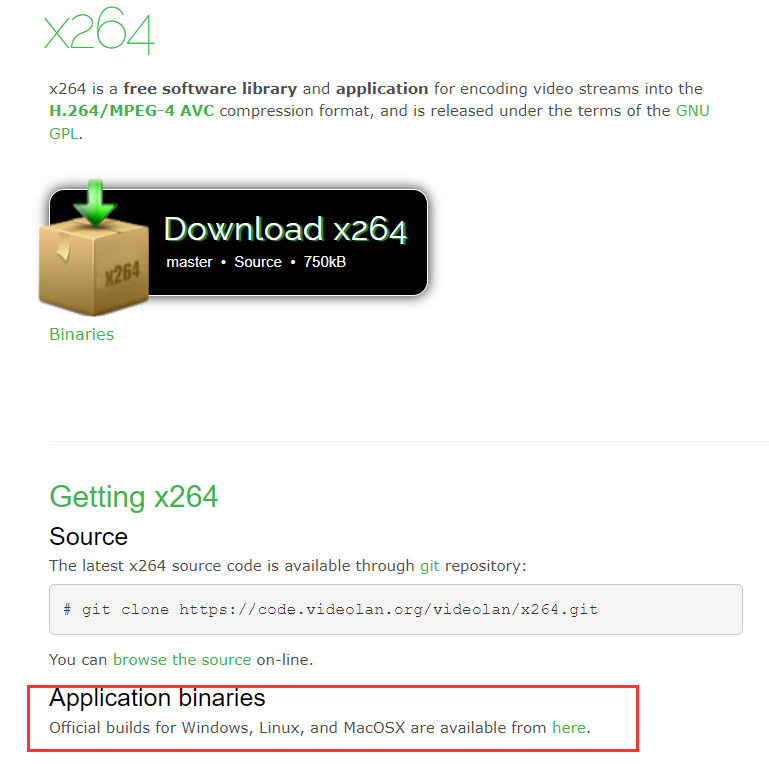 x264
x264 is a free software library and application for encoding video streams into the
H.264/MPEG-4 AVC compression format, and is released under the terms of the GNU
GPL.
Download x264
master • Source • 750kB
x264
Binaries
Getting x264
Source
The latest x264 source code is available through git repository:
# git clone https://code.videolan.org/videolan/x264.git
You can browse the source on-line.
Application binaries
Official builds for Windows, Linux, and MacOSX are available from here.